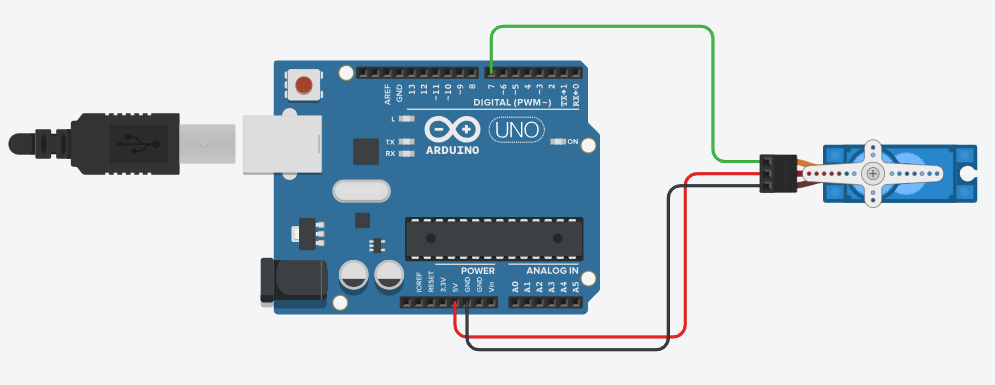 AREF
GND
13
12
~11
~10
~9
8
7
~6
~5
4
~3
2
TX→1
RX←0
DIGITAL (PWM~)
L
TX
RX
ARDUINO
UNO
ON
POWER
ANALOG IN
IOREF
RESET
3.3V
5V
GND
GND
Vin
A0
A1
A2
A3
A4
A5